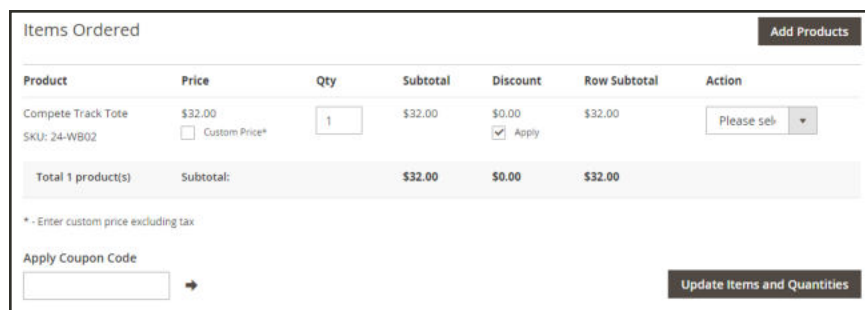 Items Ordered
Add Products
Product Price Qty Subtotal Discount Row Subtotal Action
Compete Track Tote $32.00 1 $32.00 $0.00 $32.00 Please sel
SKU: 24-WB02 Custom Price* Apply
Total 1 product(s) Subtotal: $32.00 $0.00 $32.00
* - Enter custom price excluding tax
Apply Coupon Code
Update Items and Quantities